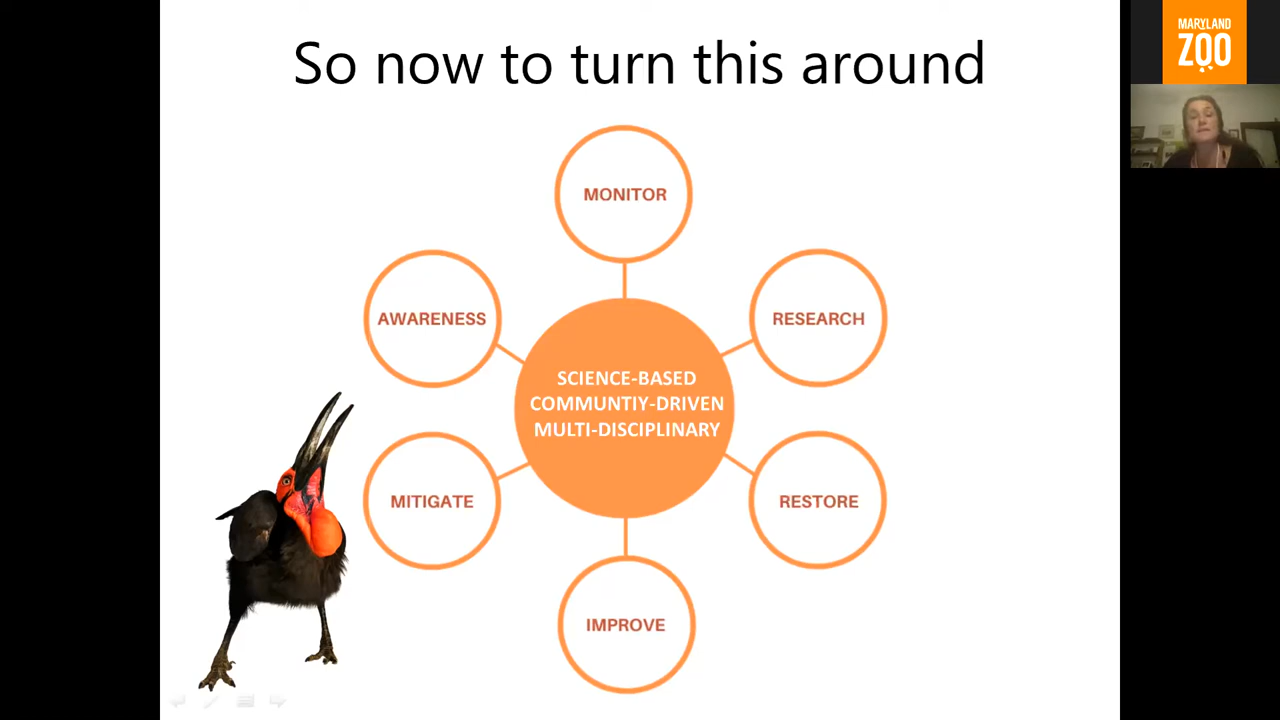 So now to turn this around
MARYLAND
ZOO
MONITOR
AWARENESS
RESEARCH
SCIENCE-BASED
COMMUNTIY-DRIVEN
MULTI-DISCIPLINARY
MITIGATE
RESTORE
IMPROVE